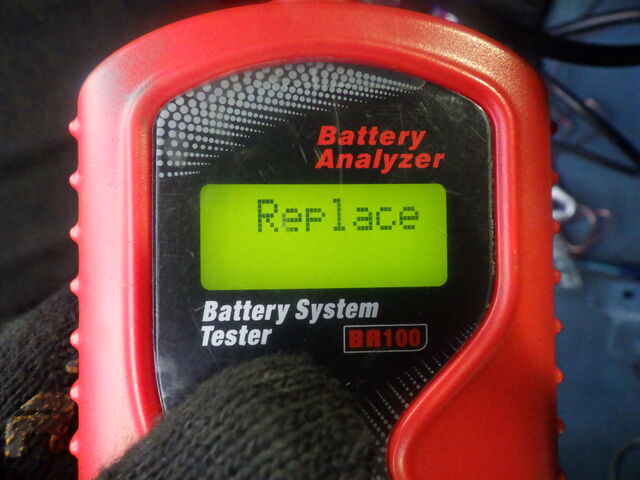 Battery
Analyzer
Replace
Battery System
Tester
BR100